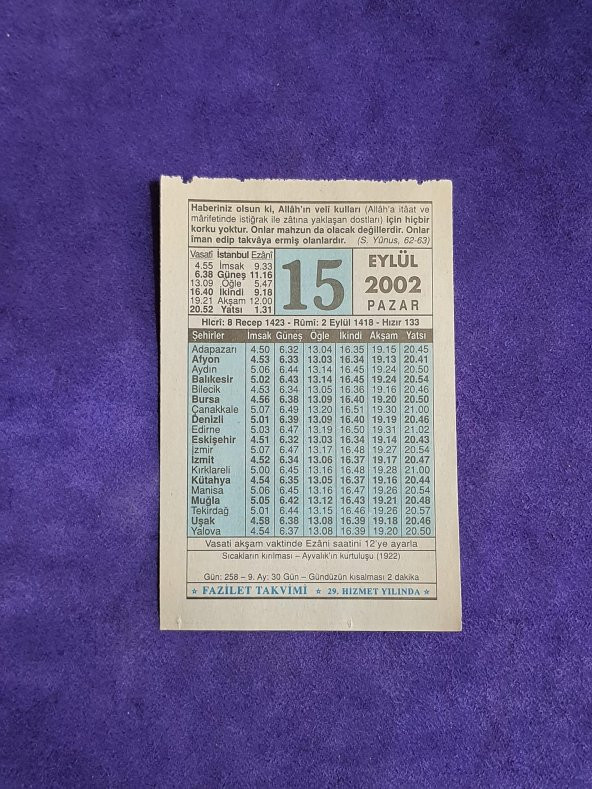 Haberiniz olsun ki, Allâh'ın velî kulları (Allâh'a itâat ve
mârifetinde istiğrak ile zâtına yaklaşan dostları) için hiçbir
korku yoktur. Onlar mahzun da olacak değillerdir. Onlar
îman edip takvâya ermiş olanlardır. (S. Yûnus, 62-63)
Vasatî İstanbul Ezânî
4.55 İmsak 9.33
6.38 Güneş 11.16
13.09 Öğle 5.47
16.40 İkindi 9.18
19.21 Akşam 12.00
20.52 Yatsı 1.31
15
EYLÜL
2002
PAZAR
Hicrî: 8 Recep 1423 - Rûmî: 2 Eylül 1418 - Hızır 133
Şehirler İmsak Güneş Öğle İkindi Akşam Yatsı
Adapazarı 4.50 6.32 13.04 16.35 19.15 20.45
Afyon 4.53 6.33 13.03 16.34 19.13 20.41
Aydın 5.06 6.44 13.14 16.45 19.24 20.50
Balıkesir 5.02 6.43 13.14 16.45 19.24 20.54
Bilecik 4.53 6.34 13.05 16.36 19.16 20.46
Bursa 4.56 6.38 13.09 16.40 19.20 20.50
Çanakkale 5.07 6.49 13.20 16.51 19.30 21.00
Denizli 5.01 6.39 13.09 16.40 19.19 20.46
Edirne 5.03 6.47 13.19 16.50 19.31 21.02
Eskişehir 4.51 6.32 13.03 16.34 19.14 20.43
İzmir 5.07 6.47 13.17 16.48 19.27 20.54
İzmit 4.52 6.34 13.06 16.37 19.17 20.47
Kırklareli 5.00 6.45 13.16 16.48 19.28 21.00
Kütahya 4.54 6.35 13.05 16.37 19.16 20.44
Manisa 5.06 6.45 13.16 16.47 19.26 20.54
Muğla 5.05 6.42 13.12 16.43 19.21 20.48
Tekirdağ 5.01 6.44 13.15 16.46 19.26 20.57
Uşak 4.58 6.38 13.08 16.39 19.18 20.46
Yalova 4.54 6.37 13.08 16.39 19.20 20.50
Vasatî akşam vaktinde Ezânî saatini 12'ye ayarla
Sıcakların kırılması – Ayvalık'ın kurtuluşu (1922)
Gün: 258 – 9. Ay: 30 Gün – Gündüzün kısalması 2 dakika
★ FAZİLET TAKVİMİ ★ 29. HİZMET YILINDA ★